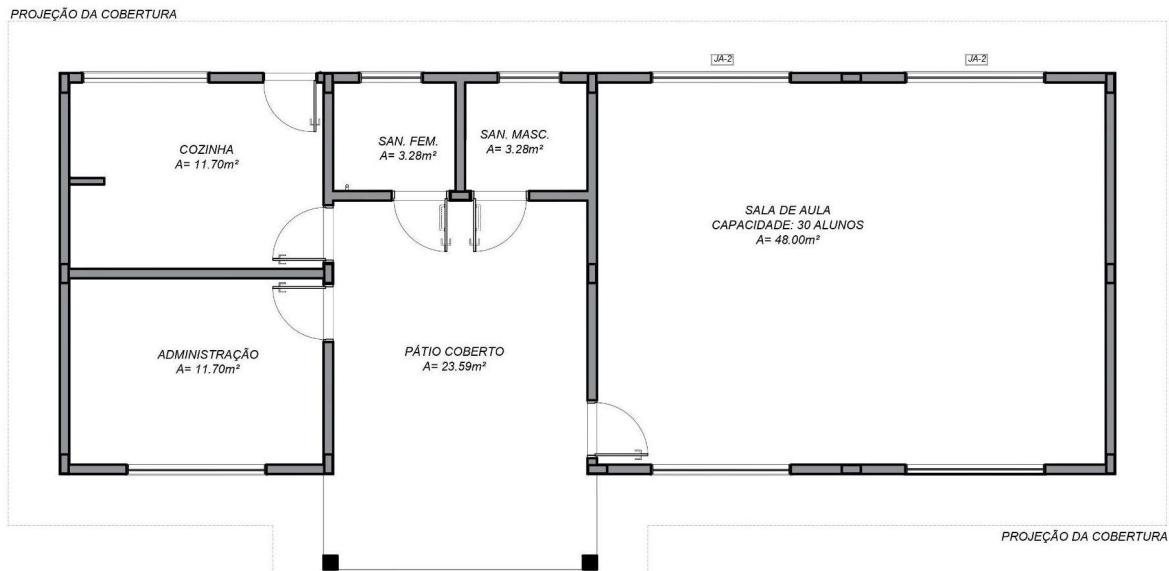 PROJEÇÃO DA COBERTURA
JA-2
JA-2
COZINHA
A= 11.70m²
SAN. FEM.
A= 3.28m²
SAN. MASC.
A= 3.28m²
SALA DE AULA
CAPACIDADE: 30 ALUNOS
A= 48.00m²
ADMINISTRAÇÃO
A= 11.70m²
PÁTIO COBERTO
A= 23.59m²
PROJEÇÃO DA COBERTURA